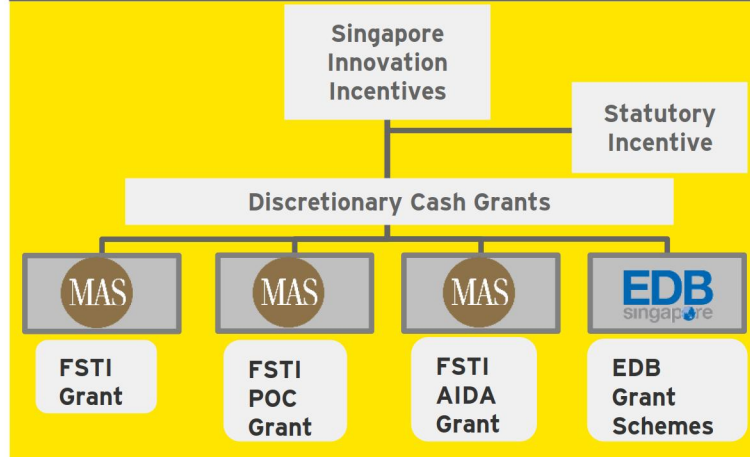 Singapore
Innovation
Incentives
Statutory
Incentive
Discretionary Cash Grants
MAS
MAS
MAS
EDB
singapore
FSTI
Grant
FSTI
POC
Grant
FSTI
AIDA
Grant
EDB
Grant
Schemes